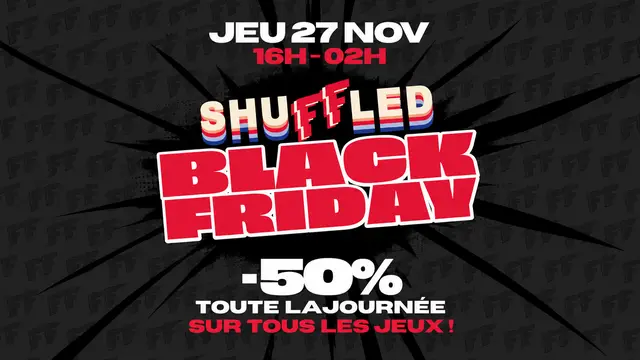 JEU 27 NOV
16H - 02H
SHUFFLED
BLACK
FRIDAY
-50%
TOUTE LAJOURNÉE
SUR TOUS LES JEUX !